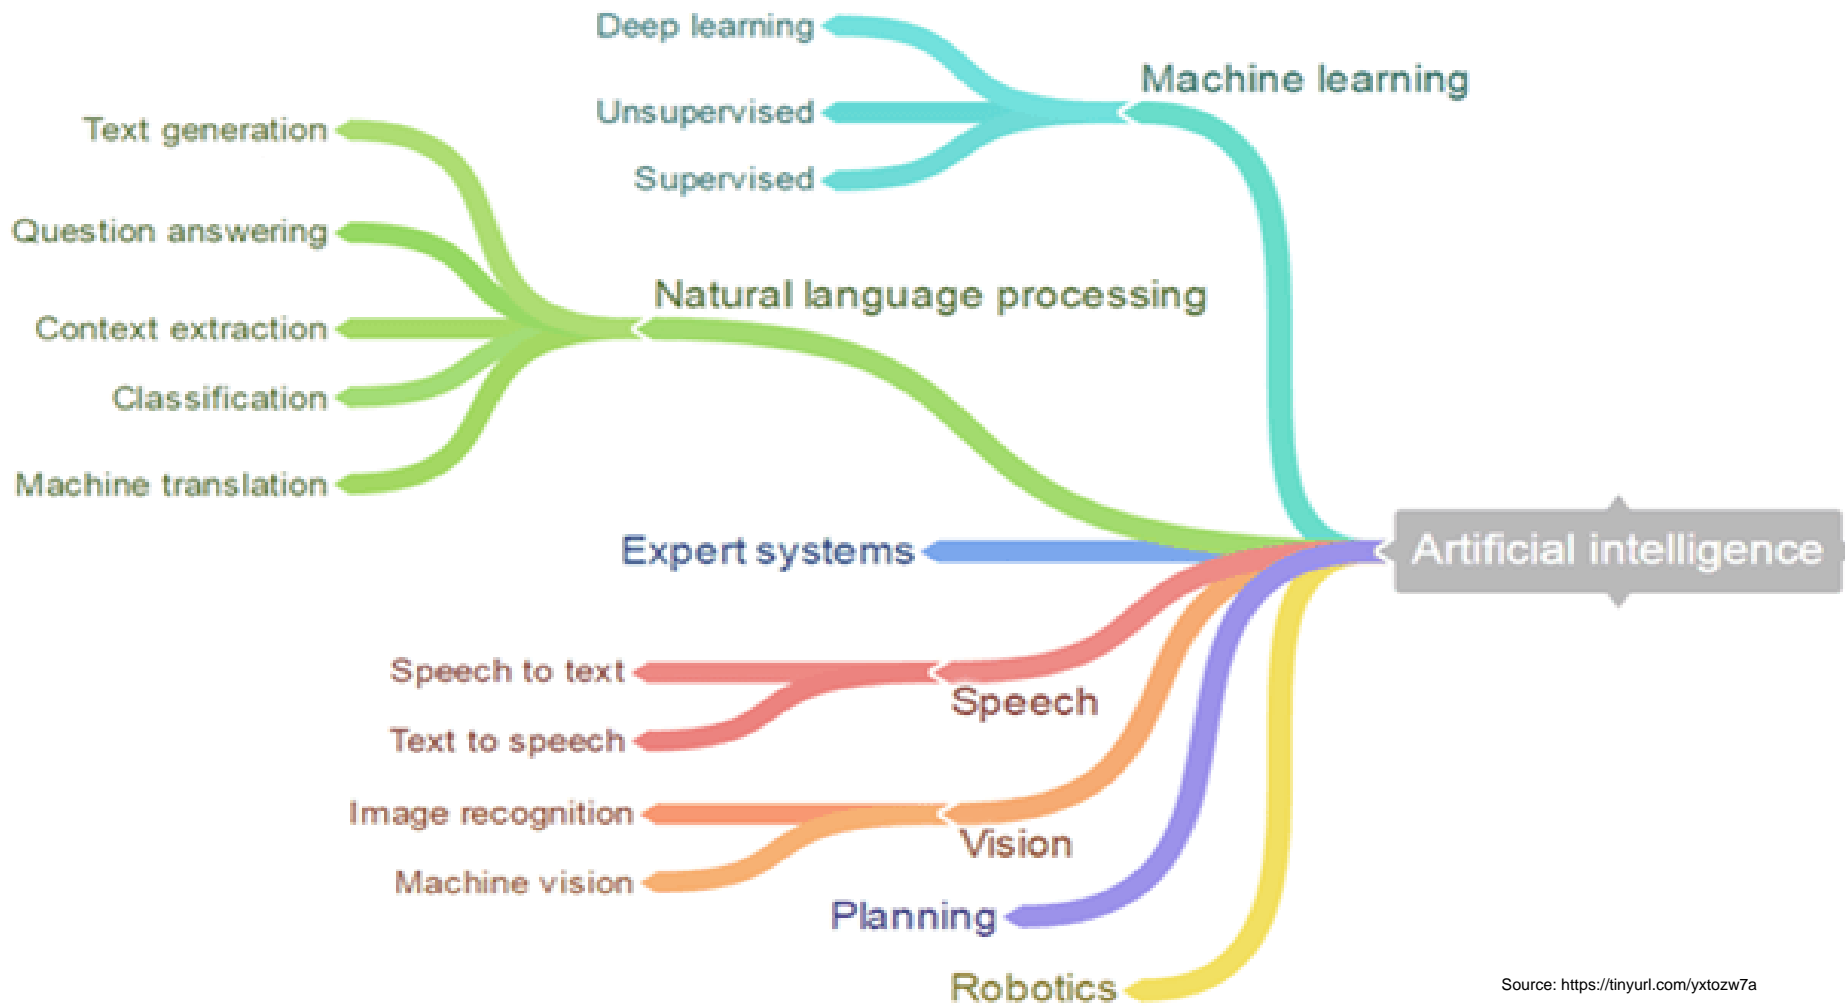 Deep learning
Machine learning
Unsupervised
Text generation
Supervised
Question answering
Natural language processing
Context extraction
Classification
Machine translation
Expert systems
Artificial intelligence
Speech to text
Speech
Text to speech
Image recognition
Vision
Machine vision
Planning
Robotics
Source: https://tinyurl.com/yxtozw7a